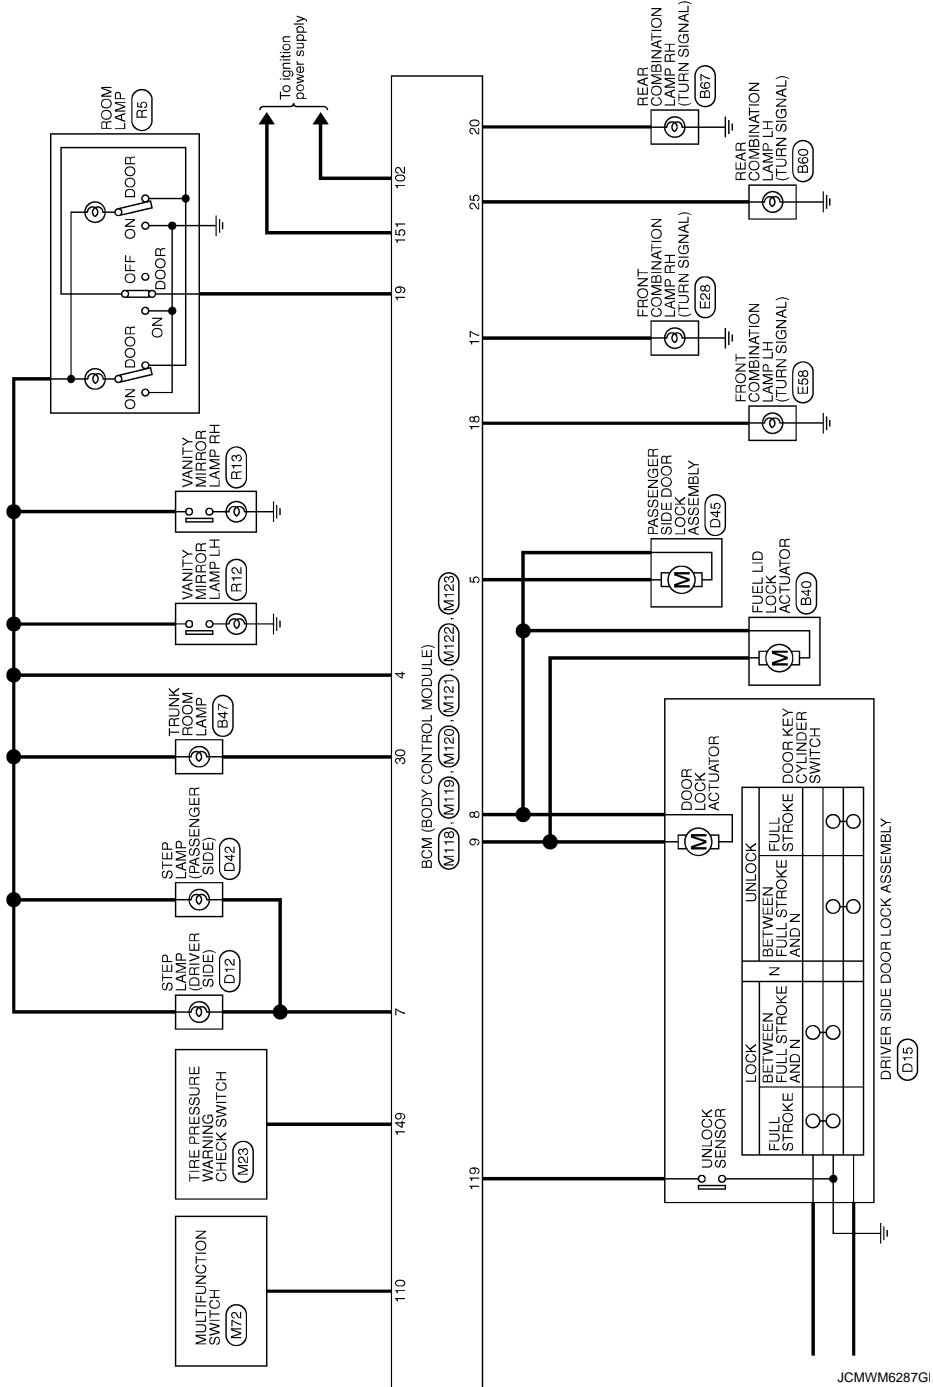 ROOM
LAMP
R5
DOOR
ON
OFF
DOOR
ON
DOOR
ON
To ignition
power supply
VANITY
MIRROR
LAMP RH
R13
VANITY
MIRROR
LAMP LH
R12
TRUNK
ROOM
LAMP
B47
STEP
LAMP
(PASSENGER
SIDE)
D42
STEP
LAMP
(DRIVER
SIDE)
D12
TIRE PRESSURE
WARNING
CHECK SWITCH
M23
MULTIFUNCTION
SWITCH
M72
102
151
19
4
30
7
149
110
BCM (BODY CONTROL MODULE)
M118 , M119 , M120 , M121 , M122 , M123
20
25
17
18
5
8
9
119
REAR
COMBINATION
LAMP RH
(TURN SIGNAL)
B67
REAR
COMBINATION
LAMP LH
(TURN SIGNAL)
B60
FRONT
COMBINATION
LAMP RH
(TURN SIGNAL)
E28
FRONT
COMBINATION
LAMP LH
(TURN SIGNAL)
E58
PASSENGER
SIDE DOOR
LOCK
ASSEMBLY
D45
M
FUEL LID
LOCK
ACTUATOR
B40
M
DOOR
LOCK
ACTUATOR
M
DOOR KEY
CYLINDER
SWITCH
UNLOCK
FULL
STROKE
BETWEEN
FULL STROKE
AND N
N
LOCK
BETWEEN
FULL STROKE
AND N
FULL
STROKE
UNLOCK
SENSOR
DRIVER SIDE DOOR LOCK ASSEMBLY
D15